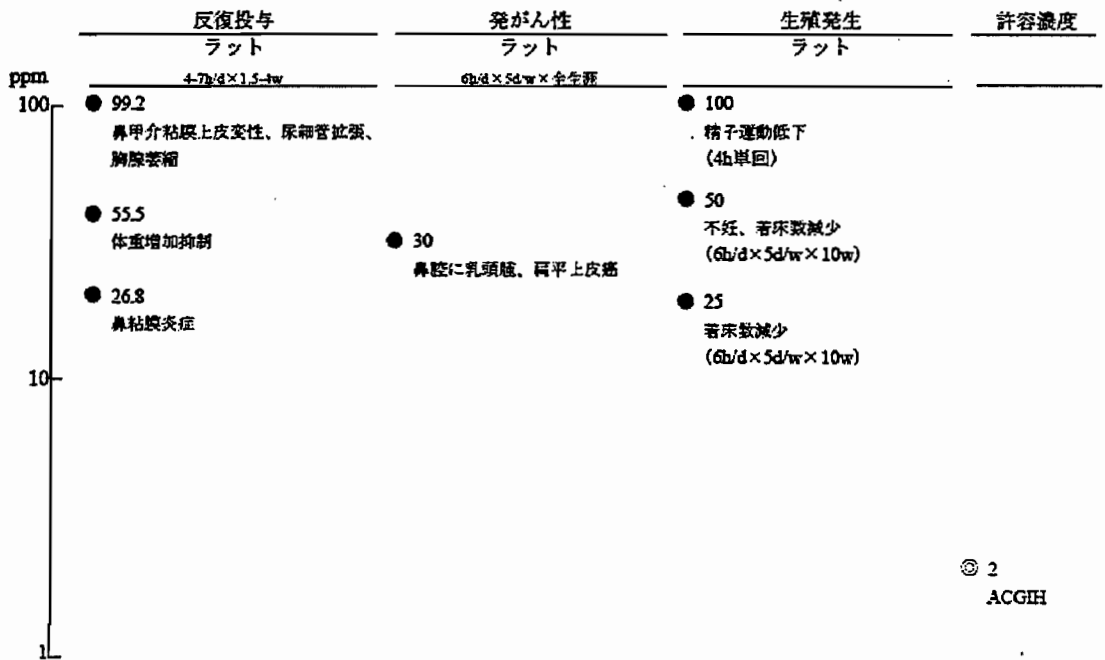 反復投与 発がん性 生殖発生 許容濃度
ラット ラット ラット
4-7h/d×1.5-4w 6h/d×5d/w×全生涯
ppm
100
99.2
鼻甲介粘膜上皮変性、尿細管拡張、
胸腺萎縮
55.5
体重増加抑制
26.8
鼻粘膜炎症
30
鼻腔に乳頭腫、扁平上皮癌
100
精子運動低下
(4h単回)
50
不妊、着床数減少
(6h/d×5d/w×10w)
25
着床数減少
(6h/d×5d/w×10w)
10
2
ACGIH
1